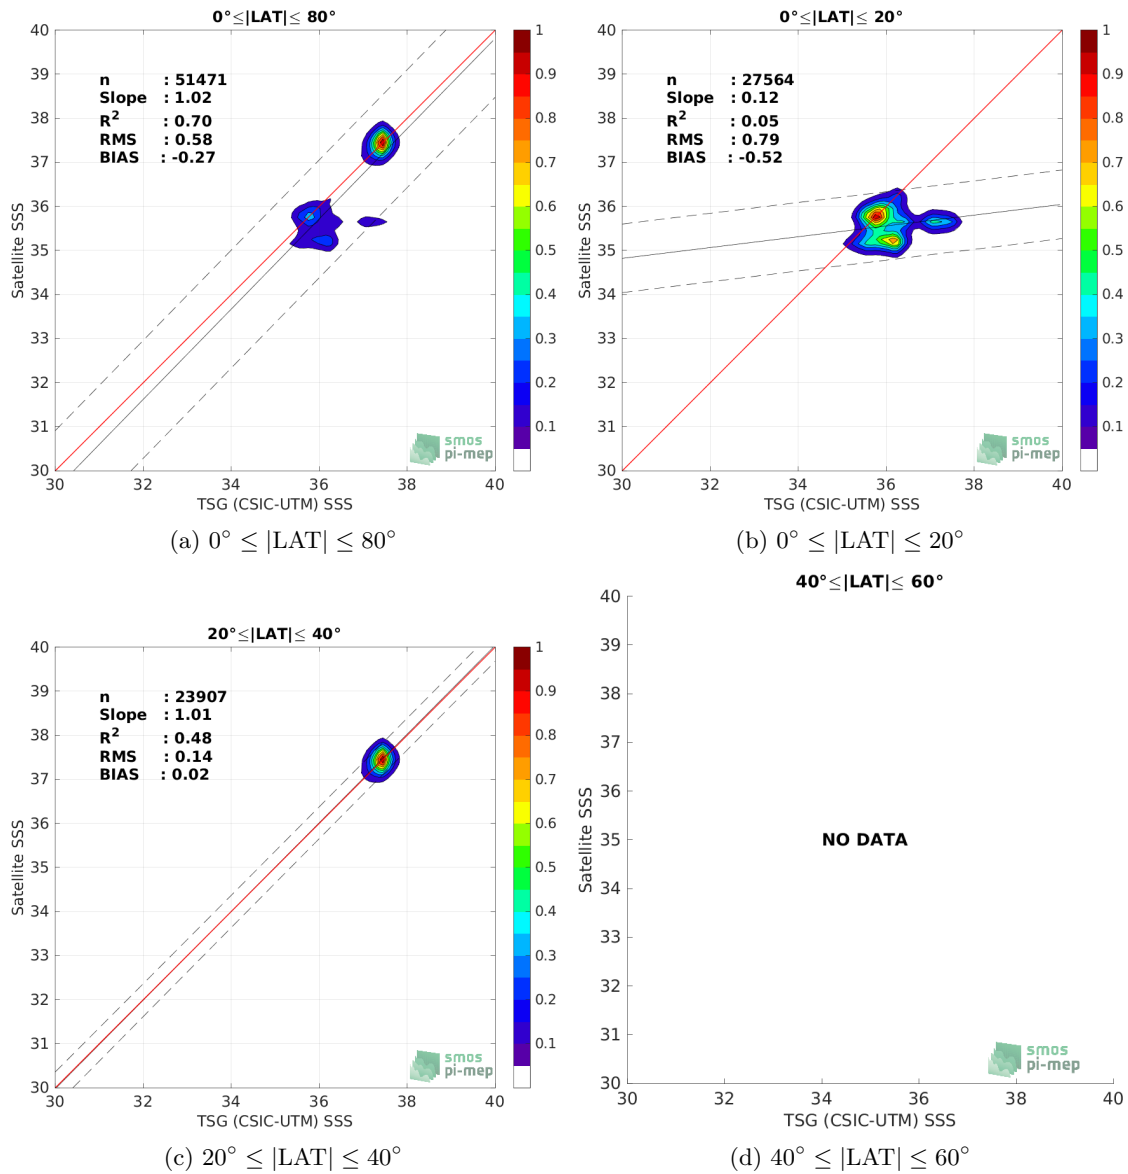 0°≤|LAT|≤ 80°
n : 51471
Slope : 1.02
R² : 0.70
RMS : 0.58
BIAS : -0.27
40
39
38
37
36
35
34
33
32
31
30
30 32 34 36 38 40
Satellite SSS
TSG (CSIC-UTM) SSS
1
0.9
0.8
0.7
0.6
0.5
0.4
0.3
0.2
0.1
smos
pi-mep
(a) 0° ≤ |LAT| ≤ 80°
0°≤|LAT|≤ 20°
n : 27564
Slope : 0.12
R² : 0.05
RMS : 0.79
BIAS : -0.52
40
39
38
37
36
35
34
33
32
31
30
30 32 34 36 38 40
Satellite SSS
TSG (CSIC-UTM) SSS
1
0.9
0.8
0.7
0.6
0.5
0.4
0.3
0.2
0.1
smos
pi-mep
(b) 0° ≤ |LAT| ≤ 20°
20°≤|LAT|≤ 40°
n : 23907
Slope : 1.01
R² : 0.48
RMS : 0.14
BIAS : 0.02
40
39
38
37
36
35
34
33
32
31
30
30 32 34 36 38 40
Satellite SSS
TSG (CSIC-UTM) SSS
1
0.9
0.8
0.7
0.6
0.5
0.4
0.3
0.2
0.1
smos
pi-mep
(c) 20° ≤ |LAT| ≤ 40°
40°≤|LAT|≤ 60°
40
39
38
37
36
35
34
33
32
31
30
30 32 34 36 38 40
Satellite SSS
NO DATA
TSG (CSIC-UTM) SSS
smos
pi-mep
(d) 40° ≤ |LAT| ≤ 60°